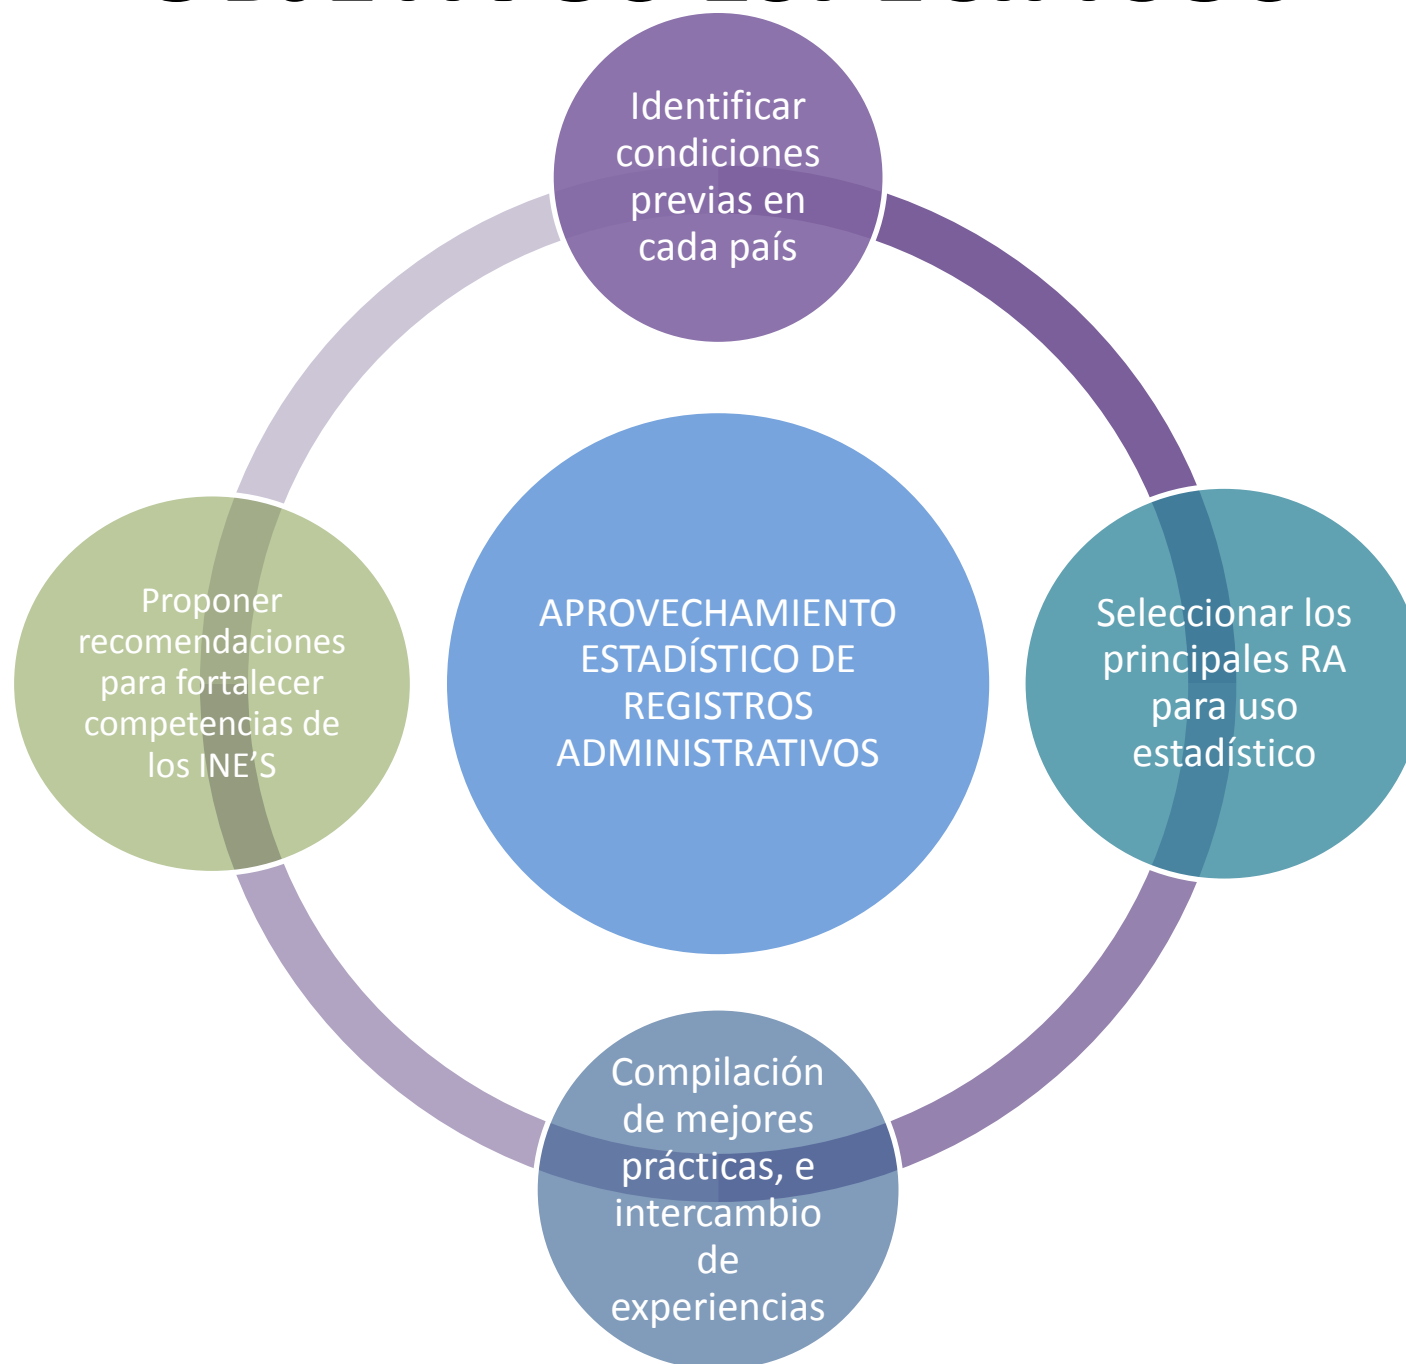 Identificar
condiciones
previas en
cada país
Proponer
recomendaciones
para fortalecer
competencias de
los INE’S
APROVECHAMIENTO
ESTADÍSTICO DE
REGISTROS
ADMINISTRATIVOS
Seleccionar los
principales RA
para uso
estadístico
Compilación
de mejores
prácticas, e
intercambio
de
experiencias